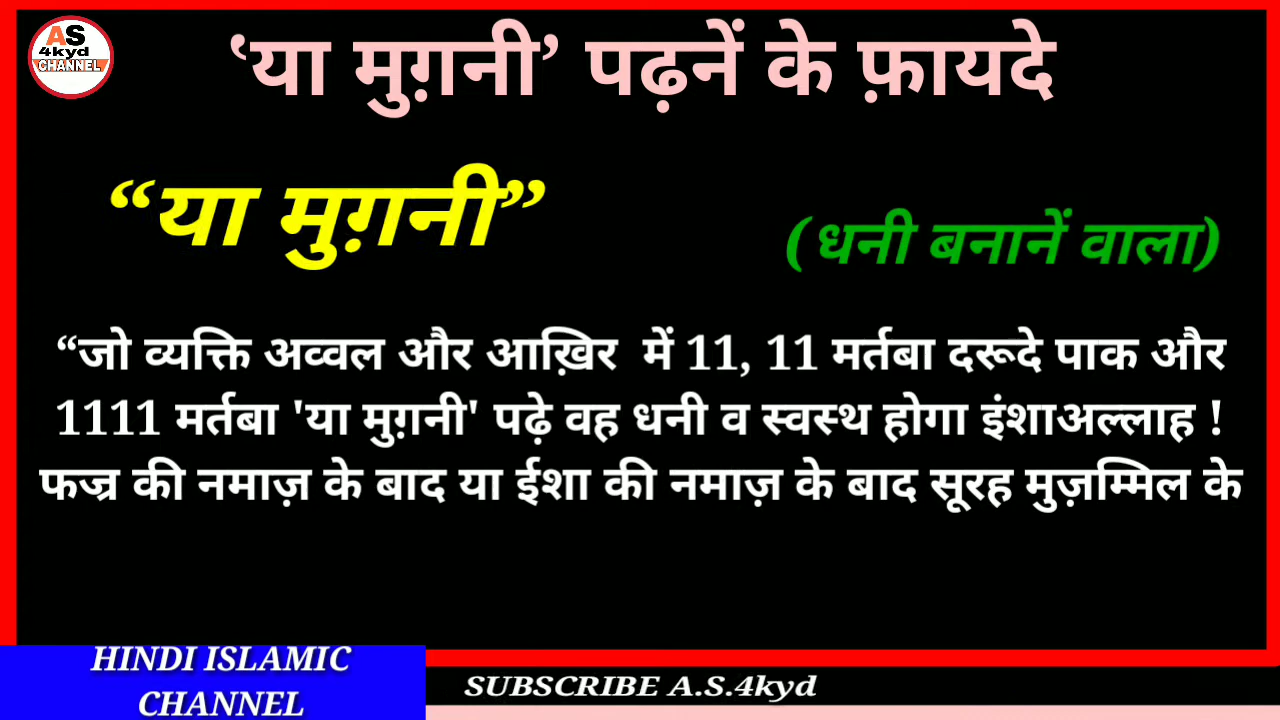 AS
4kyd
CHANNEL
‘या मुग़नी’ पढ़नें के फ़ायदे
“या मुग़नी”
(धनी बनानें वाला)
“जो व्यक्ति अव्वल और आख़िर में 11, 11 मर्तबा दरूदे पाक और
1111 मर्तबा 'या मुग़नी' पढ़े वह धनी व स्वस्थ होगा इंशाअल्लाह !
फज्र की नमाज़ के बाद या ईशा की नमाज़ के बाद सूरह मुज़म्मिल के
HINDI ISLAMIC
CHANNEL
SUBSCRIBE A.S.4kyd